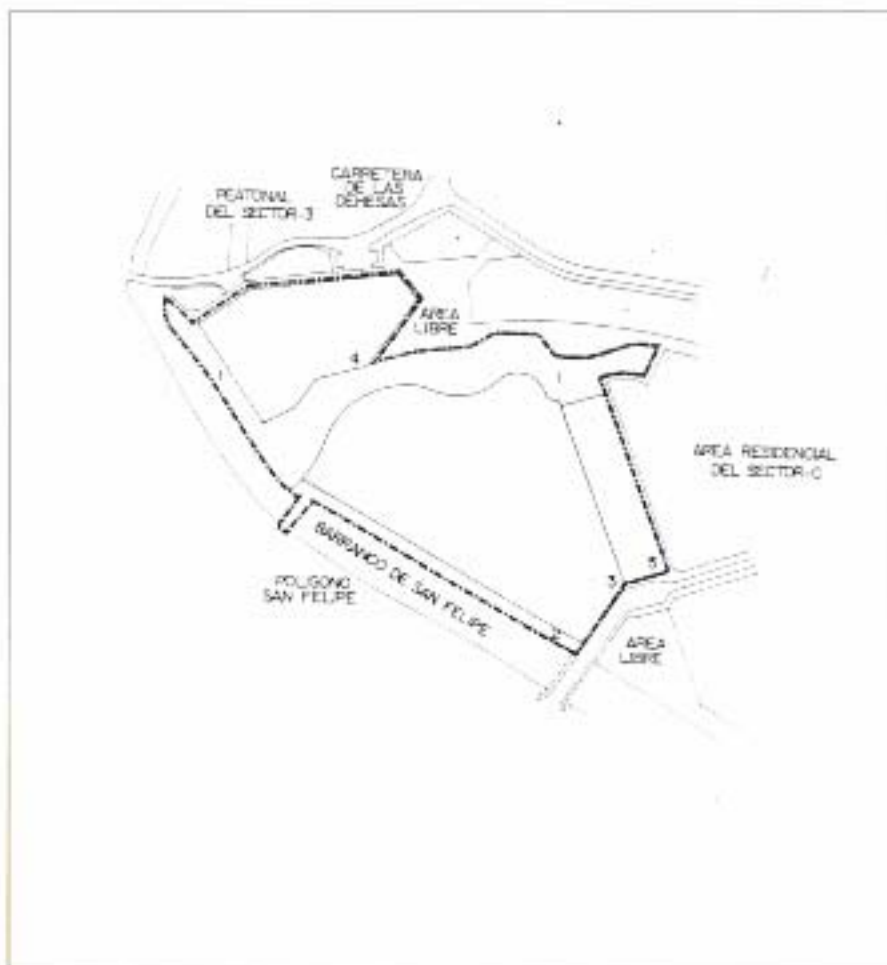 CARRETERA
DE LAS
DEHESAS
PEATONAL
DEL SECTOR-3
AREA
LIBRE
4
1
1
AREA RESIDENCIAL
DEL SECTOR-C
BARRANCO DE SAN FELIPE
POLIGONO
SAN FELIPE
3
5
2
AREA
LIBRE